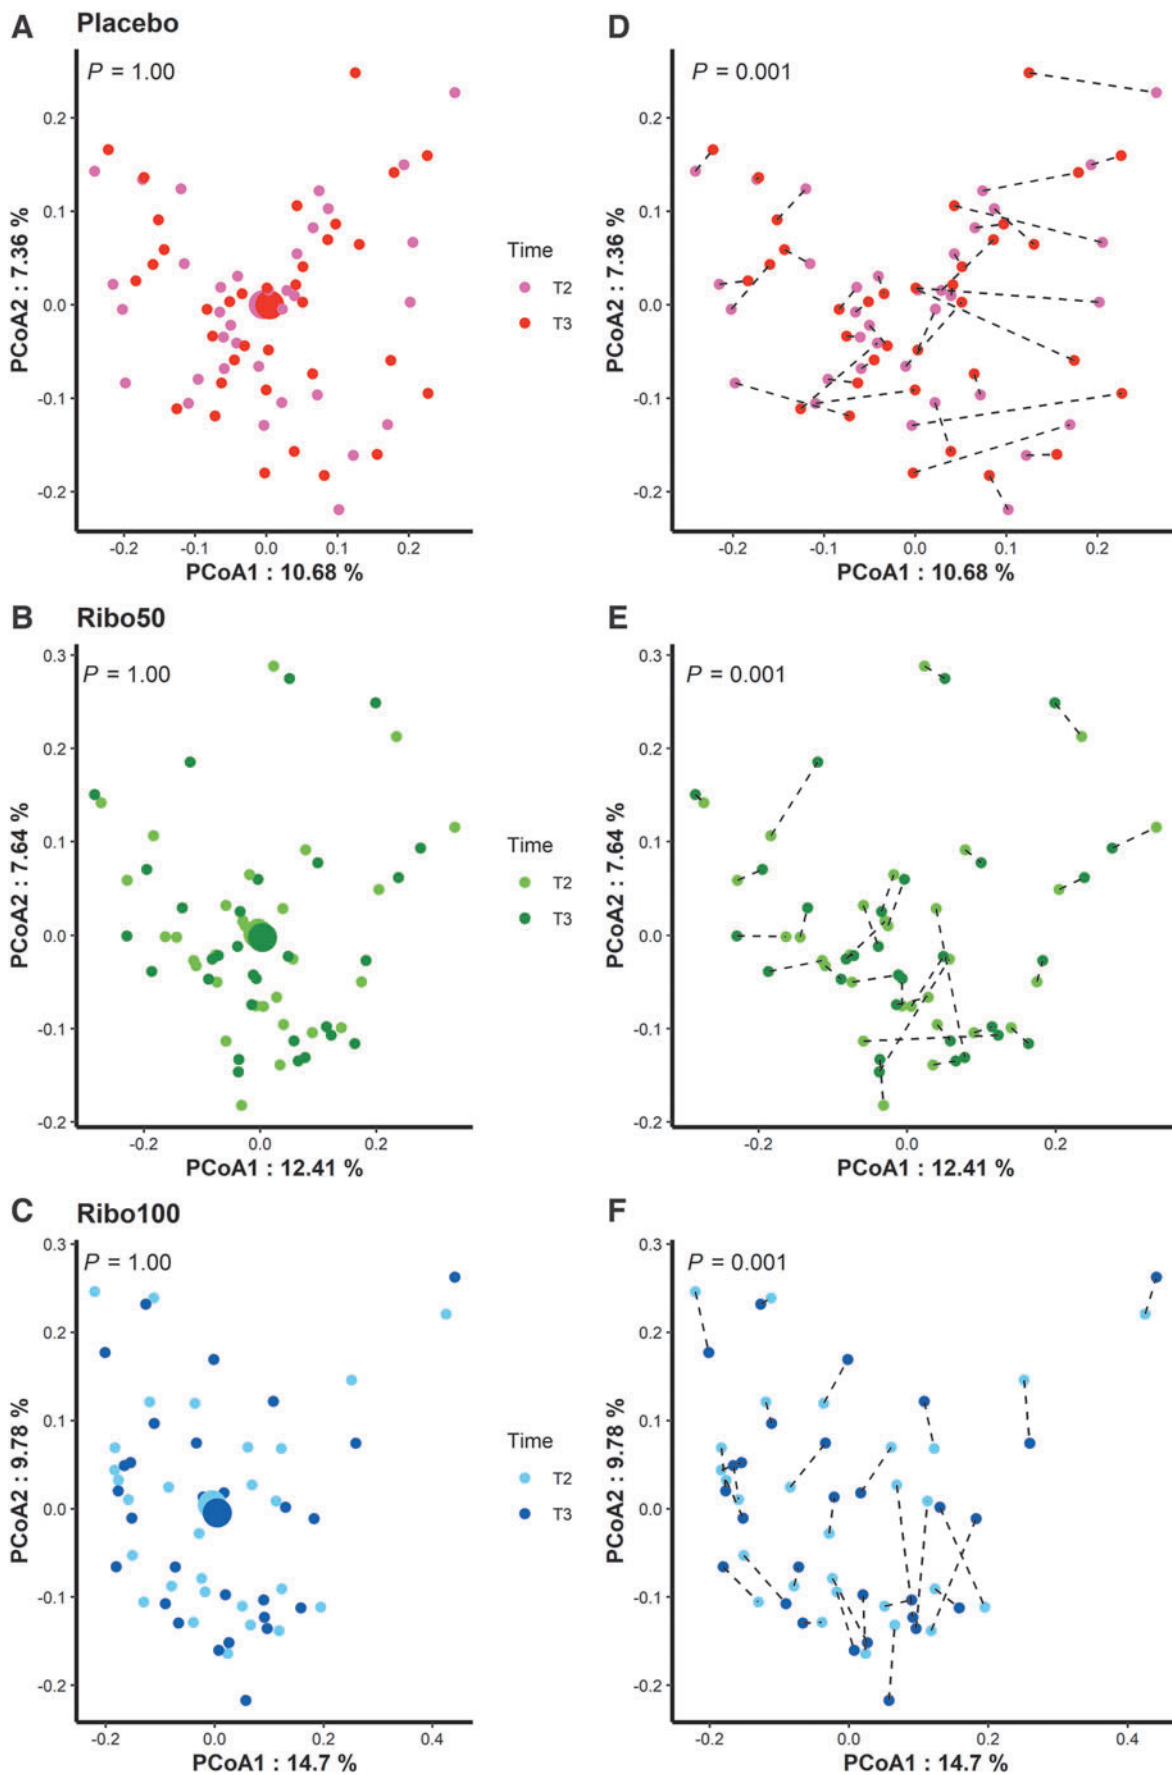 A Placebo
P = 1.00
0.2
0.1
0.0
-0.1
-0.2
PCoA2 : 7.36 %
-0.2 -0.1 0.0 0.1 0.2
PCoA1 : 10.68 %
Time
T2
T3
D
P = 0.001
0.2
0.1
0.0
-0.1
-0.2
PCoA2 : 7.36 %
-0.2 -0.1 0.0 0.1 0.2
PCoA1 : 10.68 %
B Ribo50
P = 1.00
0.3
0.2
0.1
0.0
-0.1
-0.2
PCoA2 : 7.64 %
-0.2 0.0 0.2
PCoA1 : 12.41 %
Time
T2
T3
E
P = 0.001
0.3
0.2
0.1
0.0
-0.1
-0.2
PCoA2 : 7.64 %
-0.2 0.0 0.2
PCoA1 : 12.41 %
C Ribo100
P = 1.00
0.3
0.2
0.1
0.0
-0.1
-0.2
PCoA2 : 9.78 %
-0.2 0.0 0.2 0.4
PCoA1 : 14.7 %
Time
T2
T3
F
P = 0.001
0.3
0.2
0.1
0.0
-0.1
-0.2
PCoA2 : 9.78 %
-0.2 0.0 0.2 0.4
PCoA1 : 14.7 %